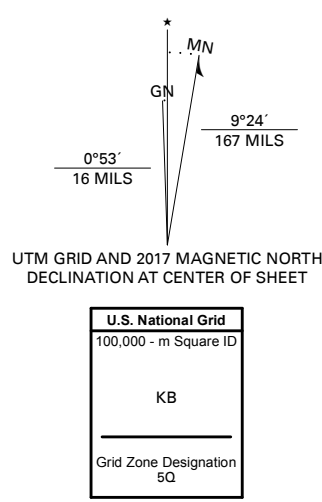 ★
MN
GN
9°24´
167 MILS
0°53´
16 MILS
UTM GRID AND 2017 MAGNETIC NORTH
DECLINATION AT CENTER OF SHEET
U.S. National Grid
100,000 - m Square ID
KB
Grid Zone Designation
5Q